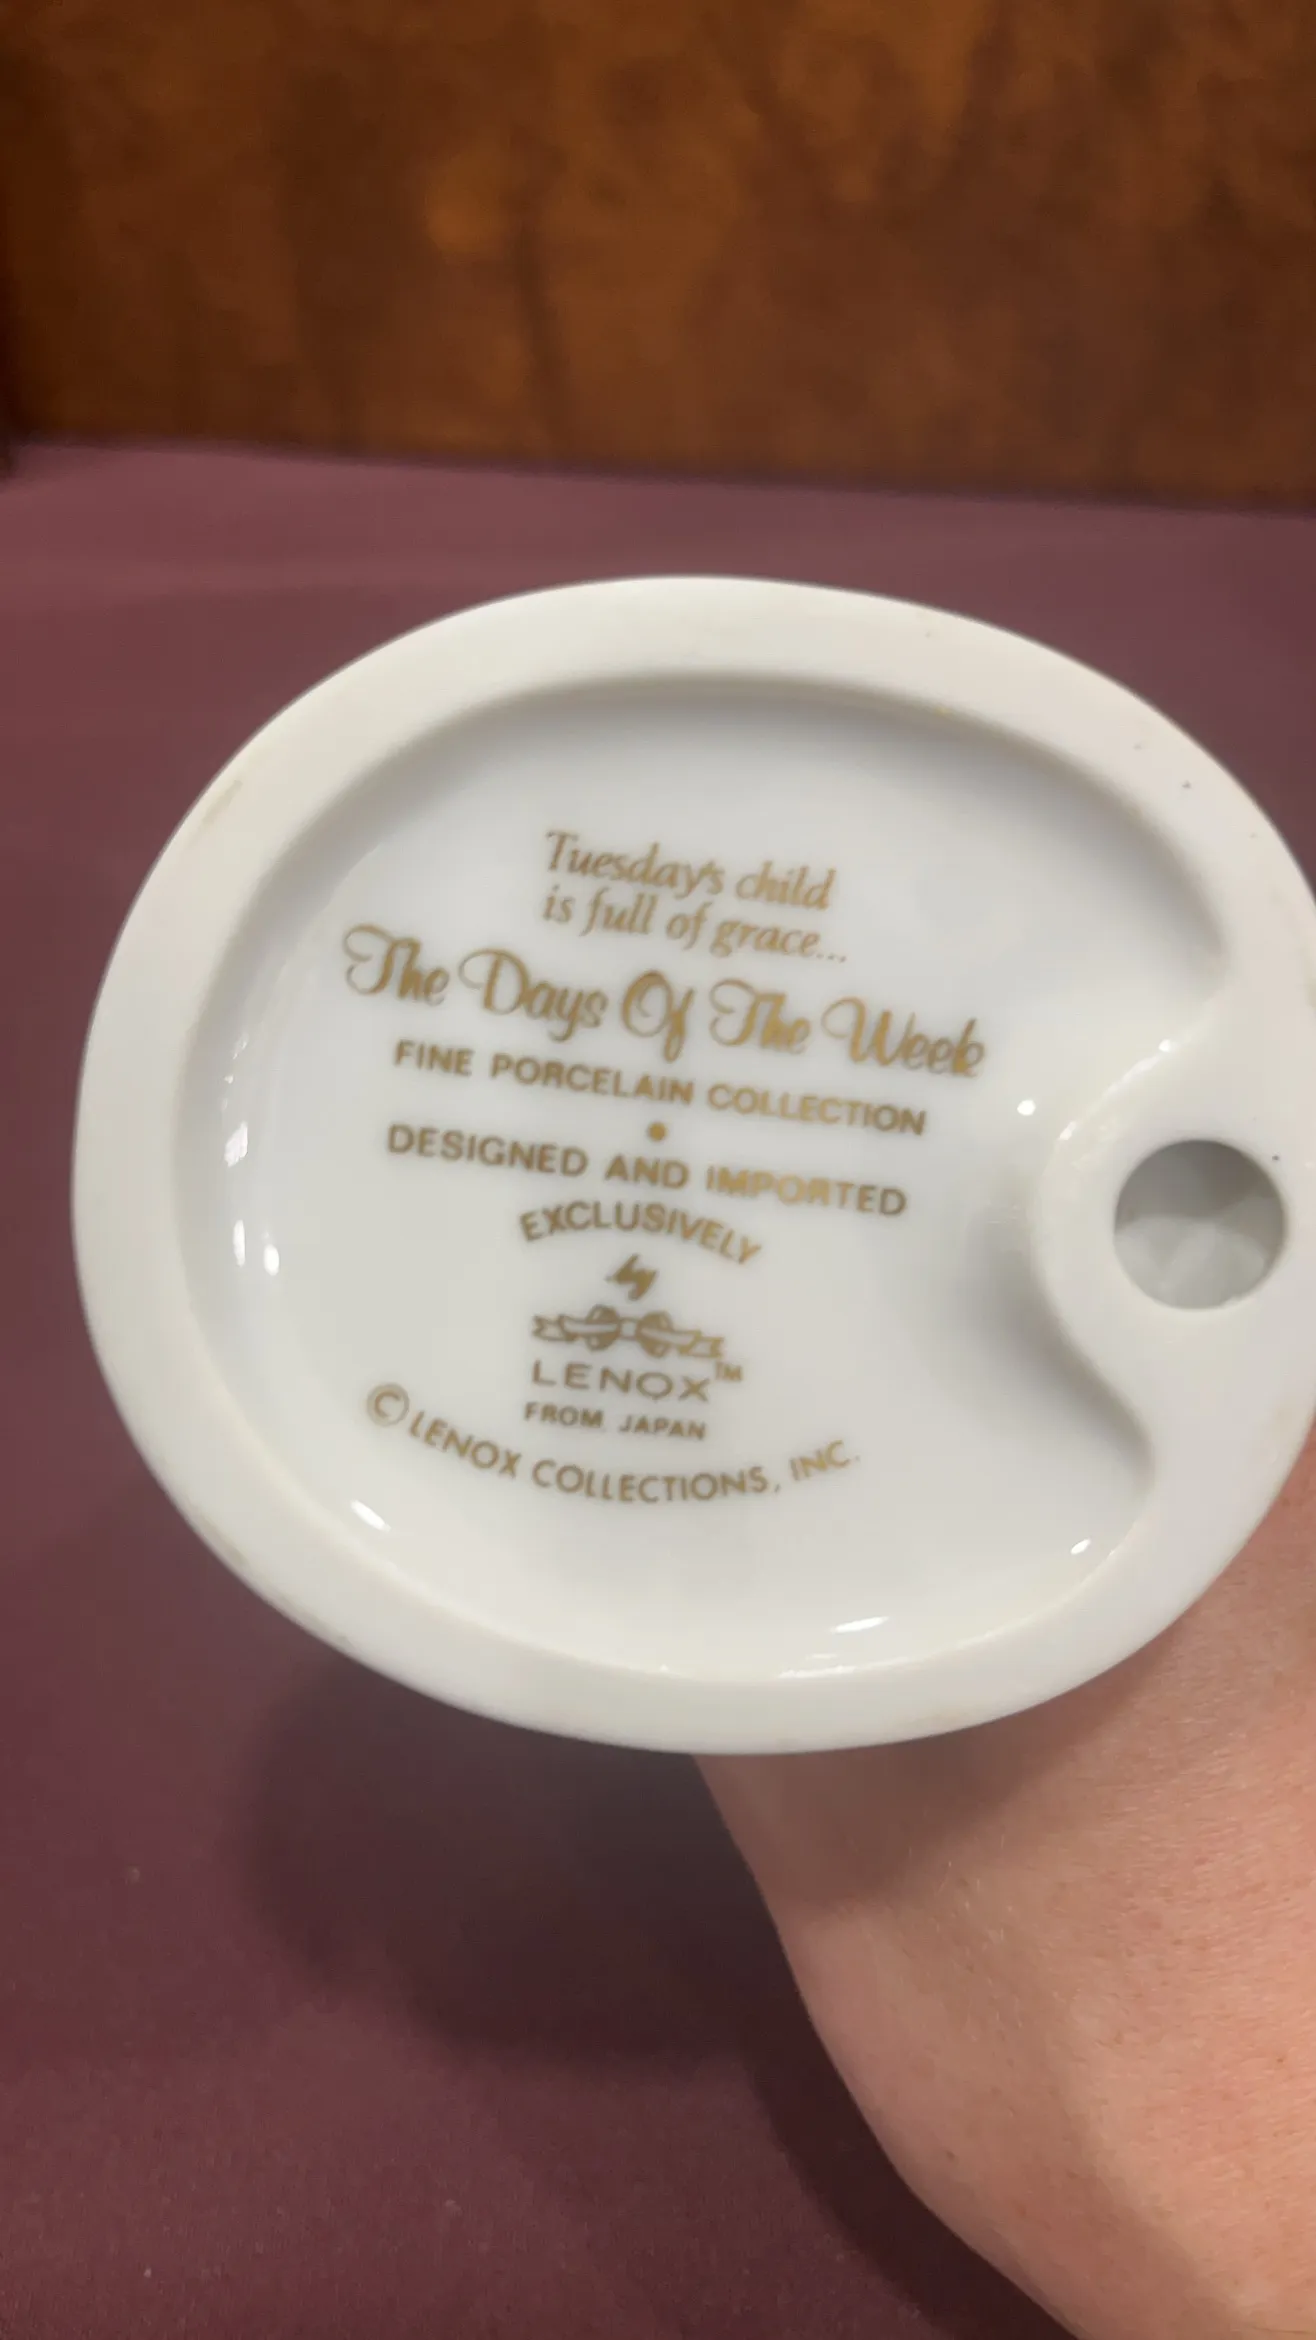 Tuesday's child
is full of grace...
The Days Of The Week
FINE PORCELAIN COLLECTION
•
DESIGNED AND IMPORTED
EXCLUSIVELY
by
LENOX™
FROM JAPAN
© LENOX COLLECTIONS, INC.